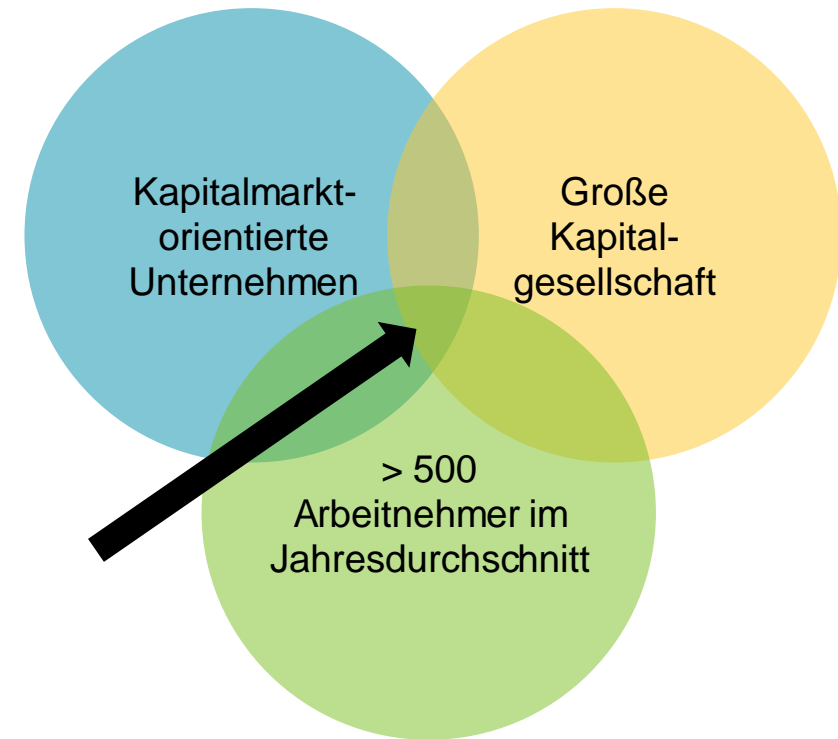 Kapitalmarkt-
orientierte
Unternehmen
Große
Kapital-
gesellschaft
> 500
Arbeitnehmer im
Jahresdurchschnitt